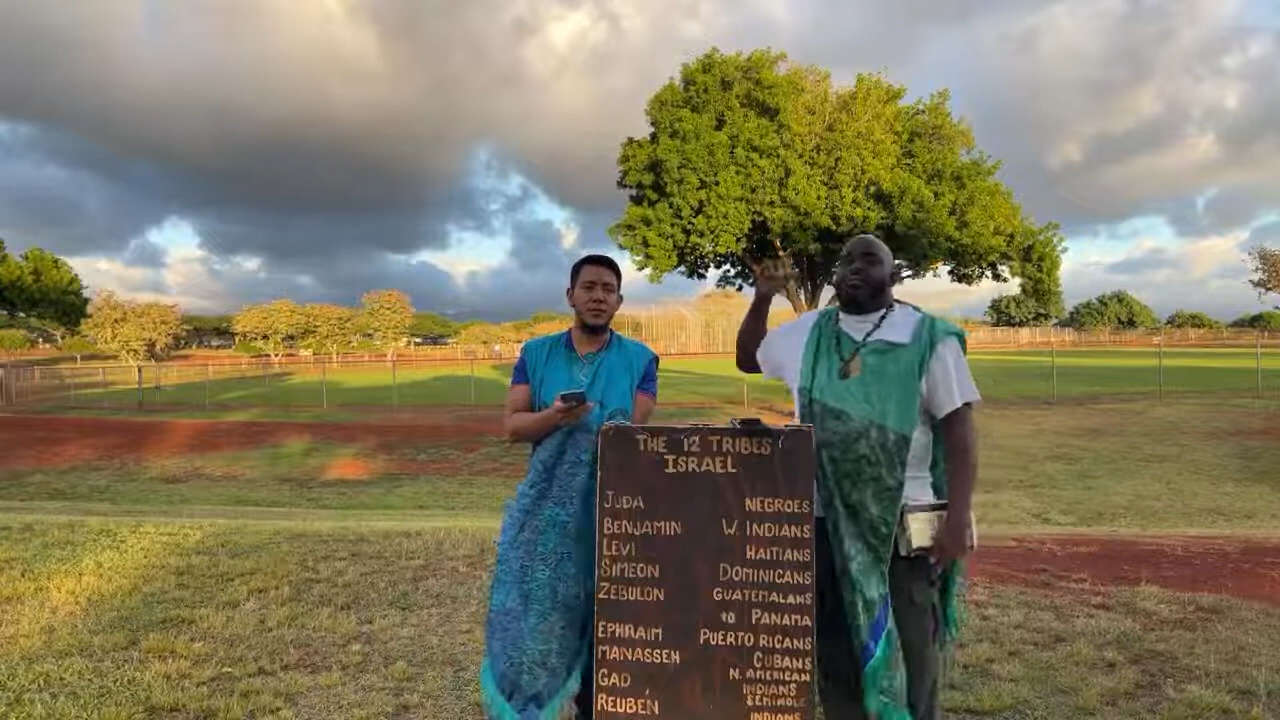 THE 12 TRIBES
ISRAEL
JUDA NEGROES
BENJAMIN W. INDIANS
LEVI HAITIANS
SIMEON DOMINICANS
ZEBULON GUATEMALANS
to PANAMA
EPHRAIM PUERTO RICANS
MANASSEH CUBANS
GAD N. AMERICAN
INDIANS
REUBEN SEMINOLE
INDIANS